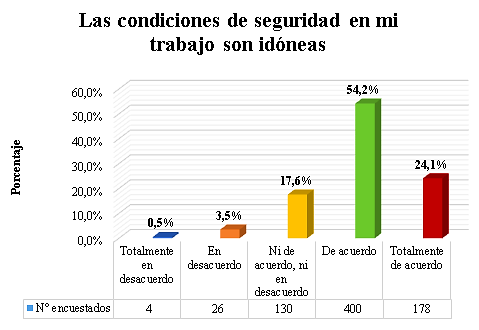 Las condiciones de seguridad en mi
trabajo son idóneas
Porcentaje
60,0%
50,0%
40,0%
30,0%
20,0%
10,0%
0,0%
0,5%
3,5%
17,6%
54,2%
24,1%
Totalmente
en
desacuerdo
En
desacuerdo
Ni de
acuerdo, ni
en
desacuerdo
De acuerdo
Totalmente
de acuerdo
N° encuestados 4 26 130 400 178